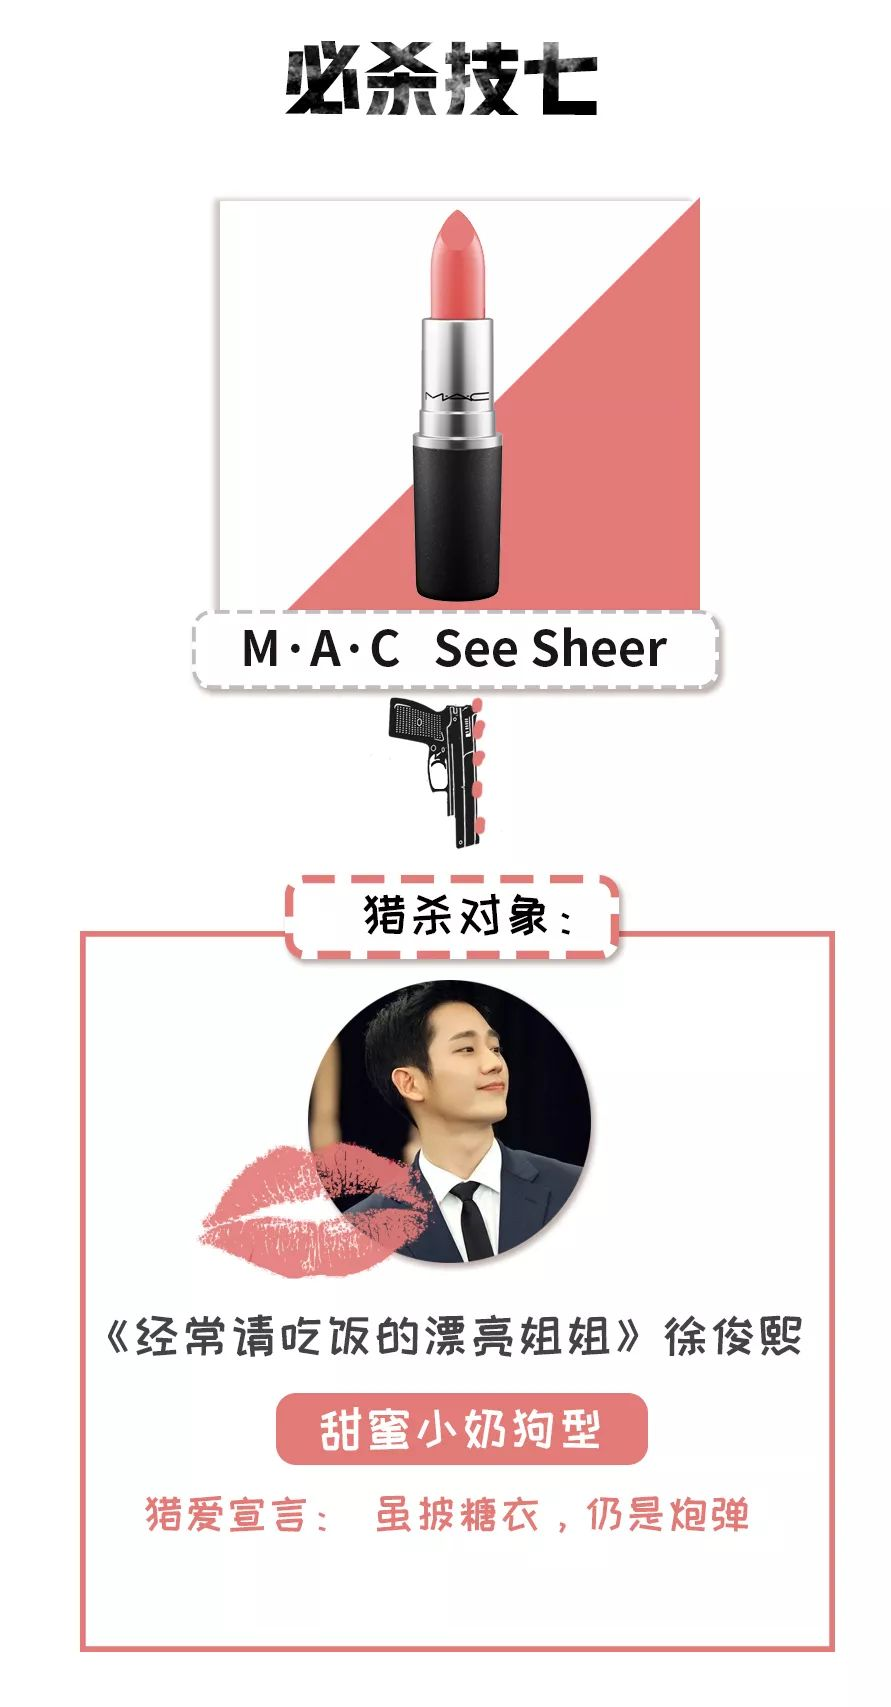 必杀技七
M·A·C
M·A·C See Sheer
猎杀对象：
《经常请吃饭的漂亮姐姐》徐俊熙
甜蜜小奶狗型
猎爱宣言： 虽披糖衣，仍是炮弹